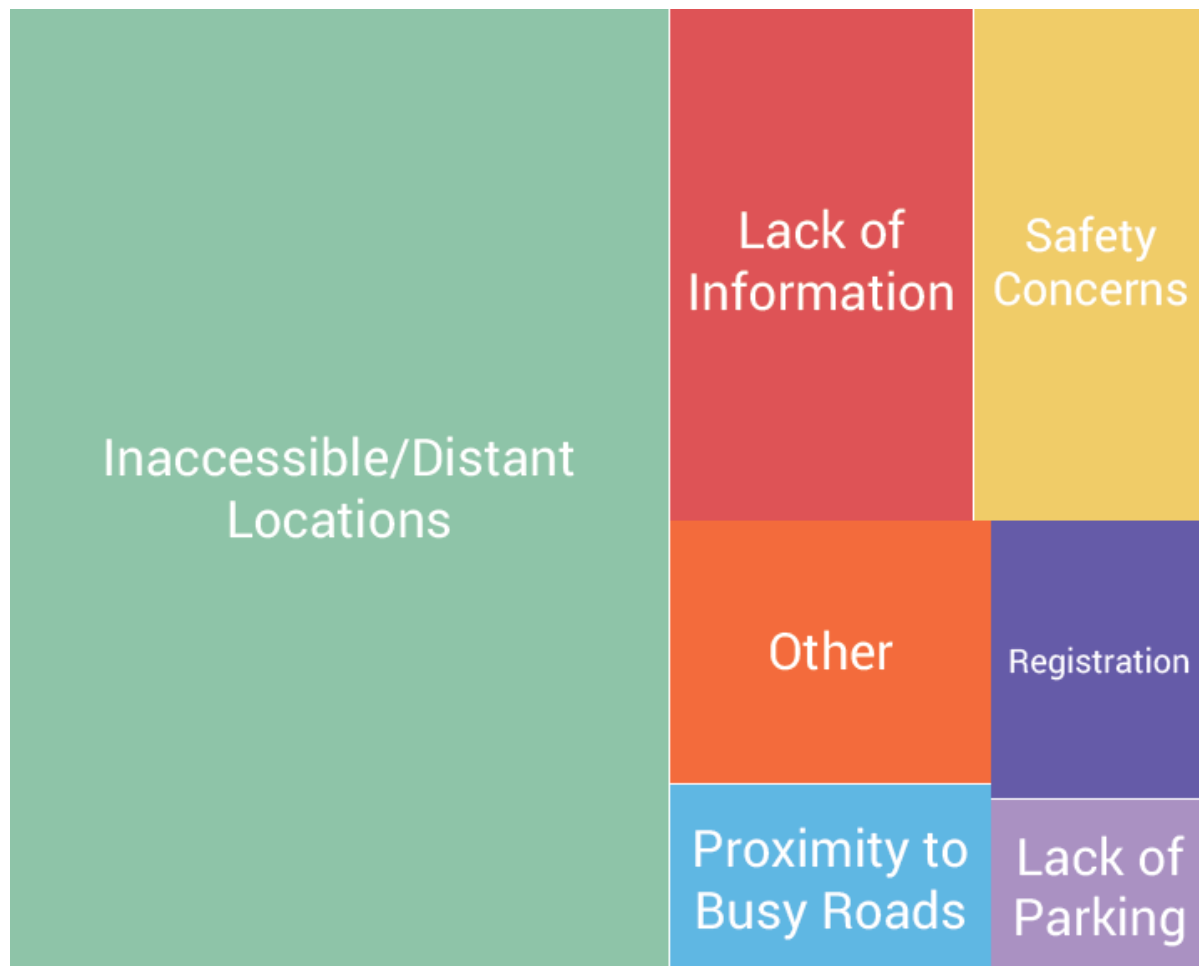 Inaccessible/Distant
Locations
Lack of
Information
Safety
Concerns
Other
Registration
Proximity to
Busy Roads
Lack of
Parking